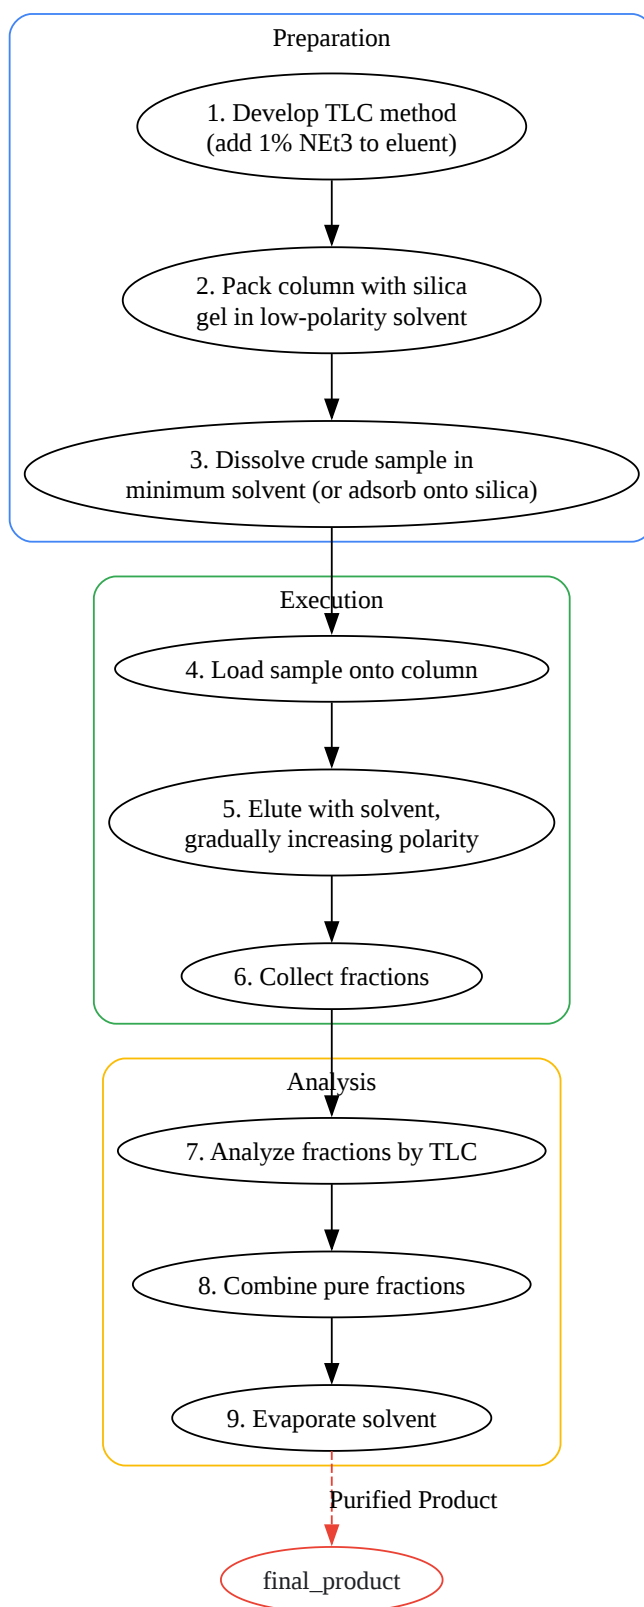 Preparation
1. Develop TLC method
(add 1% NEt3 to eluent)
2. Pack column with silica
gel in low-polarity solvent
3. Dissolve crude sample in
minimum solvent (or adsorb onto silica)
Execution
4. Load sample onto column
5. Elute with solvent,
gradually increasing polarity
6. Collect fractions
Analysis
7. Analyze fractions by TLC
8. Combine pure fractions
9. Evaporate solvent
Purified Product
final_product